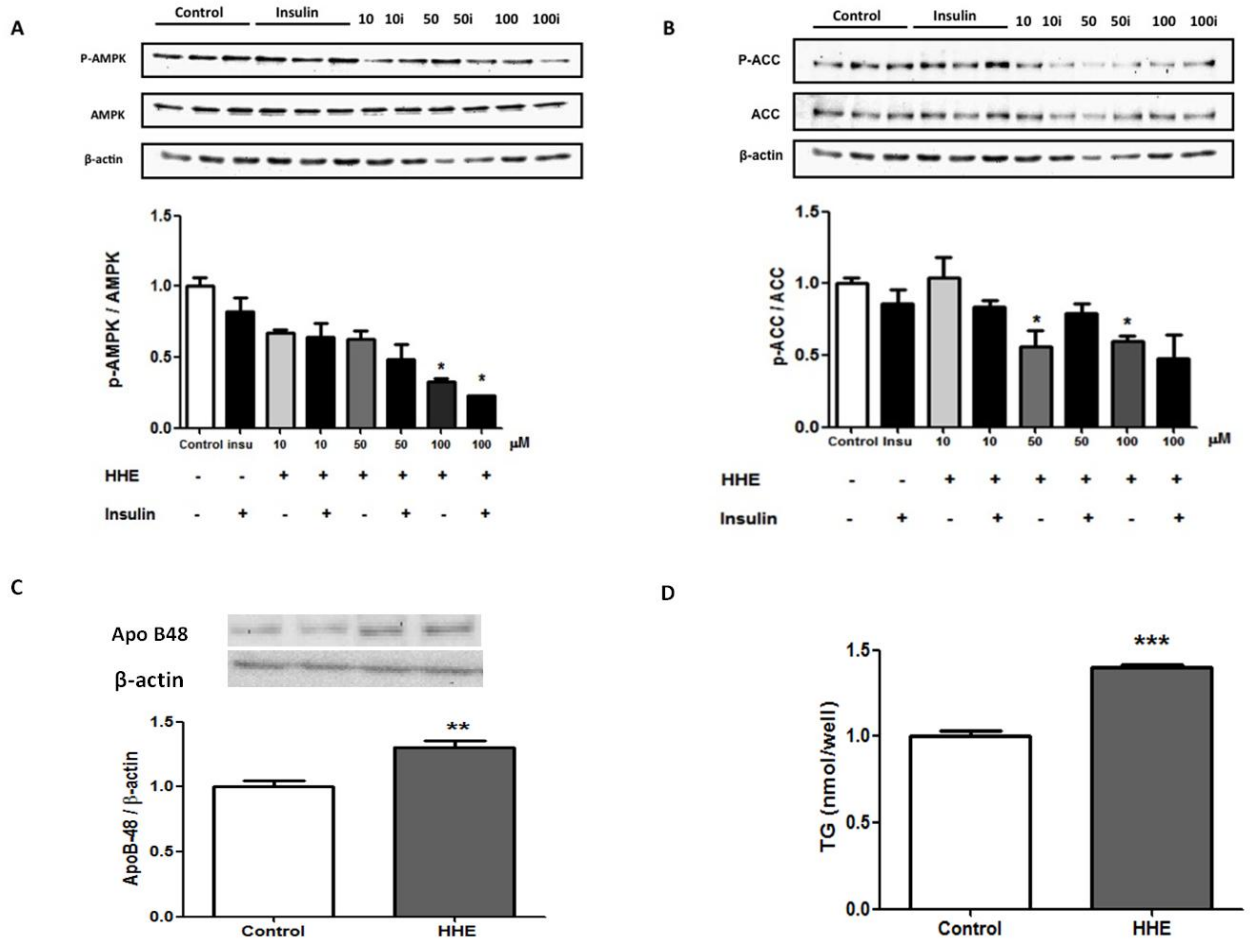 A
Control Insulin 10 10i 50 50i 100 100i
P-AMPK
AMPK
β-actin
p-AMPK / AMPK
1.5
1.0
0.5
0.0
Control insu 10 10 50 50 100 100 μM
* *
HHE - - + + + + + +
Insulin - + - + - + - +
B
Control Insulin 10 10i 50 50i 100 100i
P-ACC
ACC
β-actin
p-ACC / ACC
1.5
1.0
0.5
0.0
* *
Control Insu 10 10 50 50 100 100 μM
HHE - - + + + + + +
Insulin - + - + - + - +
C
Apo B48
β-actin
ApoB-48 / β-actin
1.5
1.0
0.5
0.0
**
Control HHE
D
TG (nmol/well)
1.5
1.0
0.5
0.0
***
Control HHE